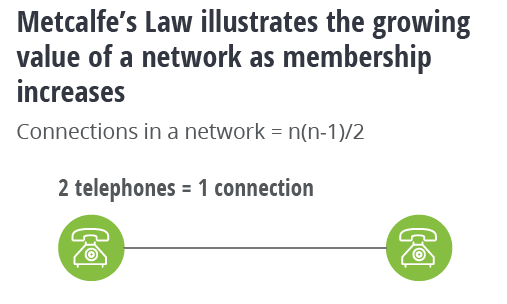 Metcalfe’s Law illustrates the growing
value of a network as membership
increases
Connections in a network = n(n-1)/2
2 telephones = 1 connection